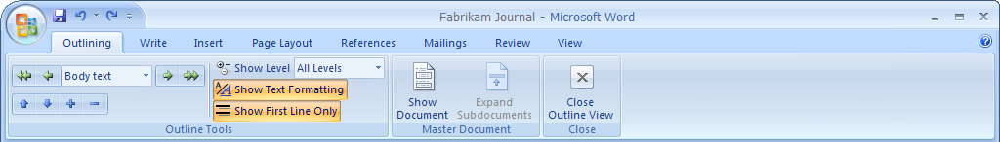 Fabrikam Journal - Microsoft Word
Outlining Write Insert Page Layout References Mailings Review View
Body text
Show Level All Levels
Show Text Formatting
Show First Line Only
Outline Tools
Show
Document
Expand
Subdocuments
Master Document
Close
Outline View
Close